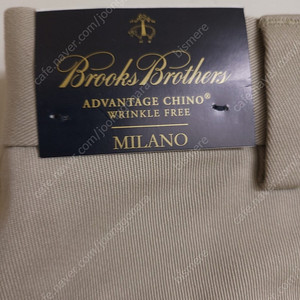 Brooks Brothers
ADVANTAGE CHINO®
WRINKLE FREE
MILANO